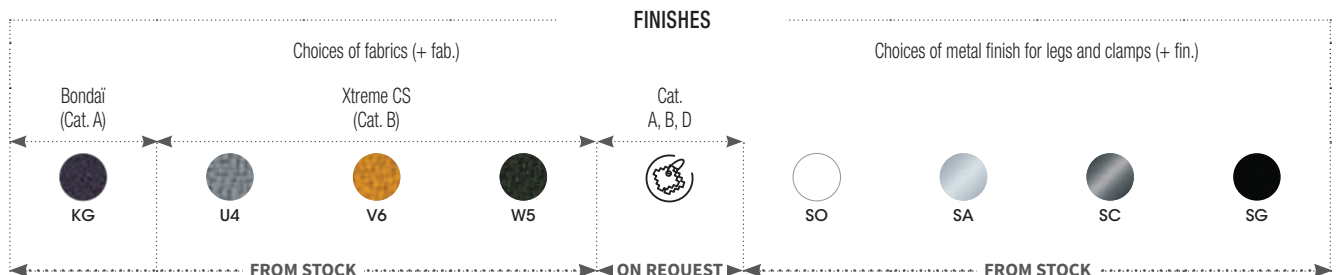 FINISHES
Choices of fabrics (+ fab.)
Choices of metal finish for legs and clamps (+ fin.)
Bondaï
(Cat. A)
Xtreme CS
(Cat. B)
Cat.
A, B, D
KG
U4
V6
W5
SO
SA
SC
SG
FROM STOCK
ON REQUEST
FROM STOCK